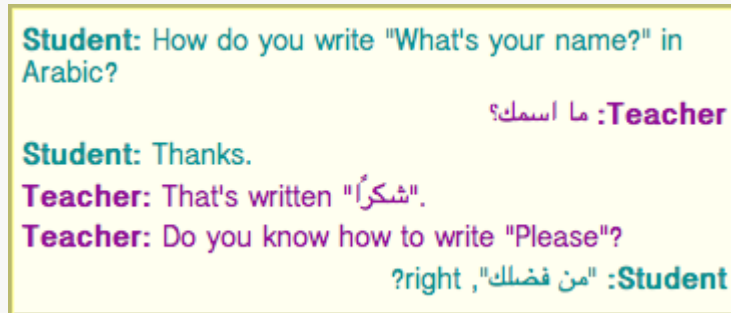 Student: How do you write "What's your name?" in
Arabic?
Teacher: ما اسمك؟
Student: Thanks.
Teacher: That's written "شكرًا".
Teacher: Do you know how to write "Please"?
Student: "من فضلك", right?